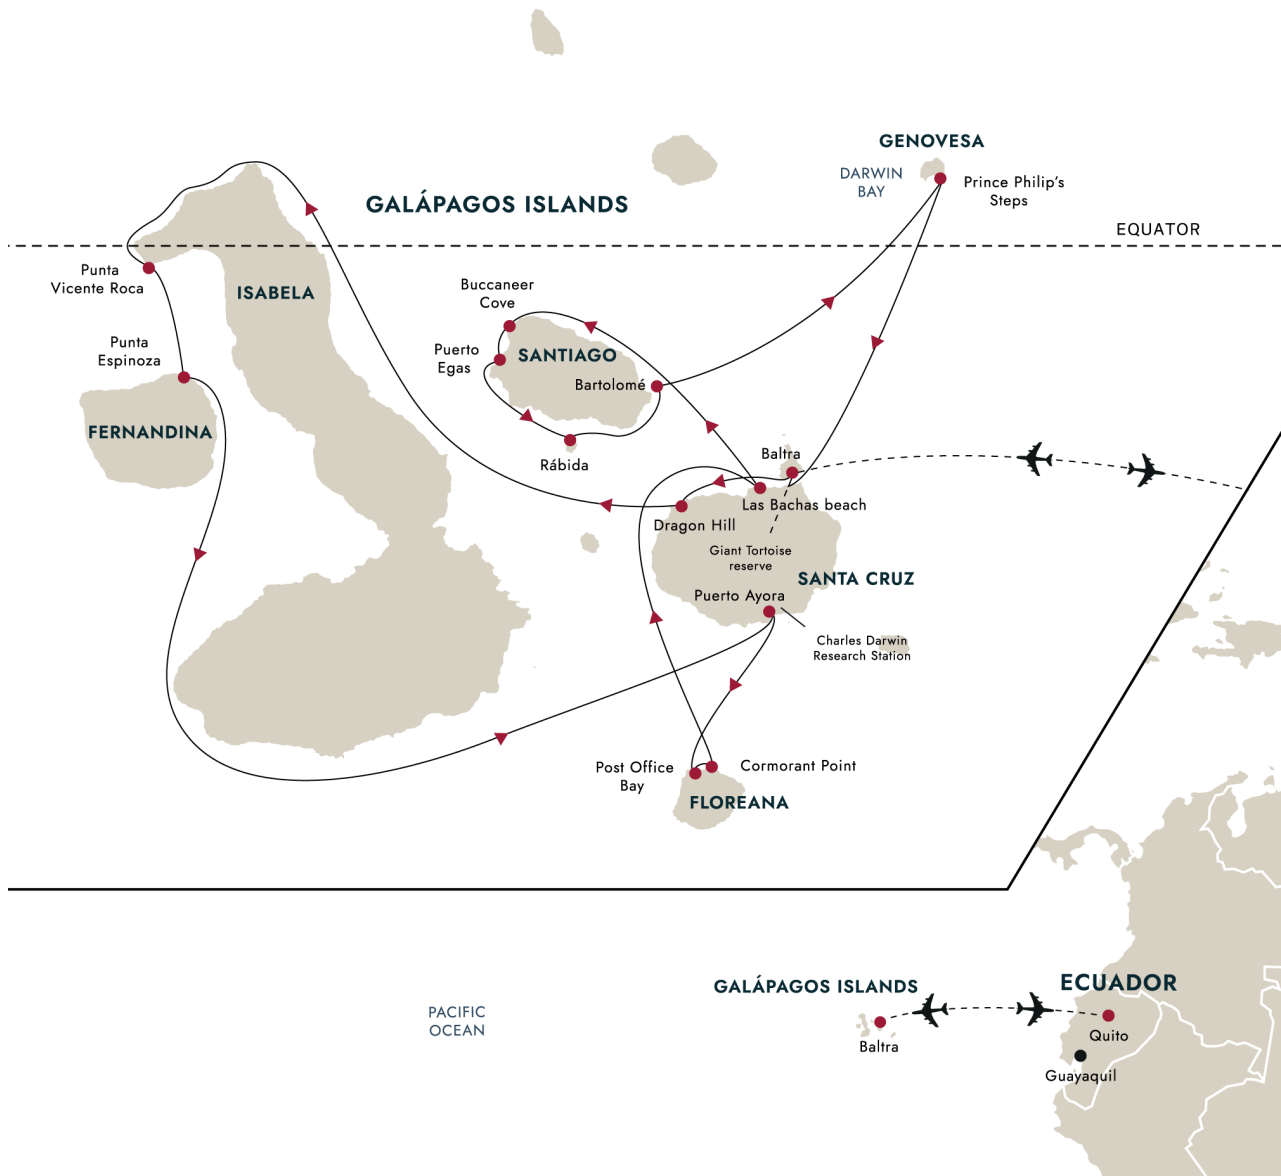 GENOVESA
DARWIN
BAY
Prince Philip's
Steps
GALÁPAGOS ISLANDS
EQUATOR
Punta
Vicente Roca
ISABELA
Buccaneer
Cove
Punta
Espinoza
Puerto
Egas
SANTIAGO
Bartolomé
FERNANDINA
Rábida
Baltra
Las Bachas beach
Dragon Hill
Giant Tortoise
reserve
SANTA CRUZ
Puerto Ayora
Charles Darwin
Research Station
Post Office
Bay
Cormorant Point
FLOREANA
GALÁPAGOS ISLANDS
ECUADOR
PACIFIC
OCEAN
Baltra
Quito
Guayaquil